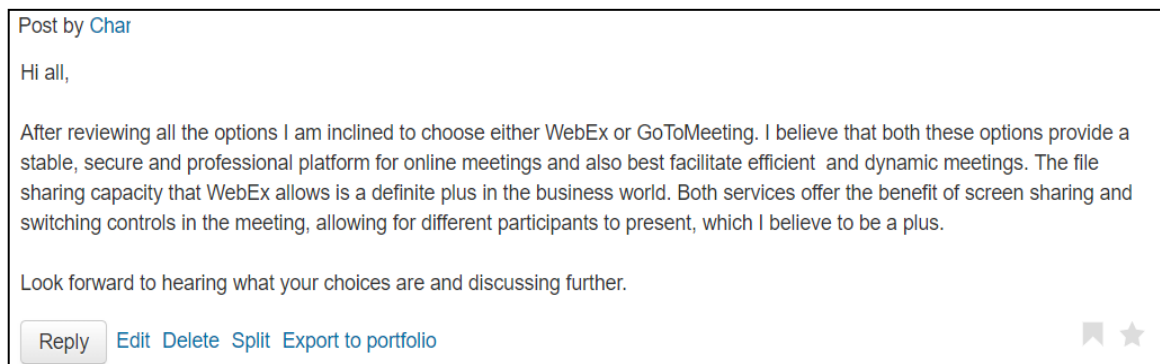 Post by Char
Hi all,
After reviewing all the options I am inclined to choose either WebEx or GoToMeeting. I believe that both these options provide a
stable, secure and professional platform for online meetings and also best facilitate efficient  and dynamic meetings. The file
sharing capacity that WebEx allows is a definite plus in the business world. Both services offer the benefit of screen sharing and
switching controls in the meeting, allowing for different participants to present, which I believe to be a plus.
Look forward to hearing what your choices are and discussing further.
Reply Edit Delete Split Export to portfolio